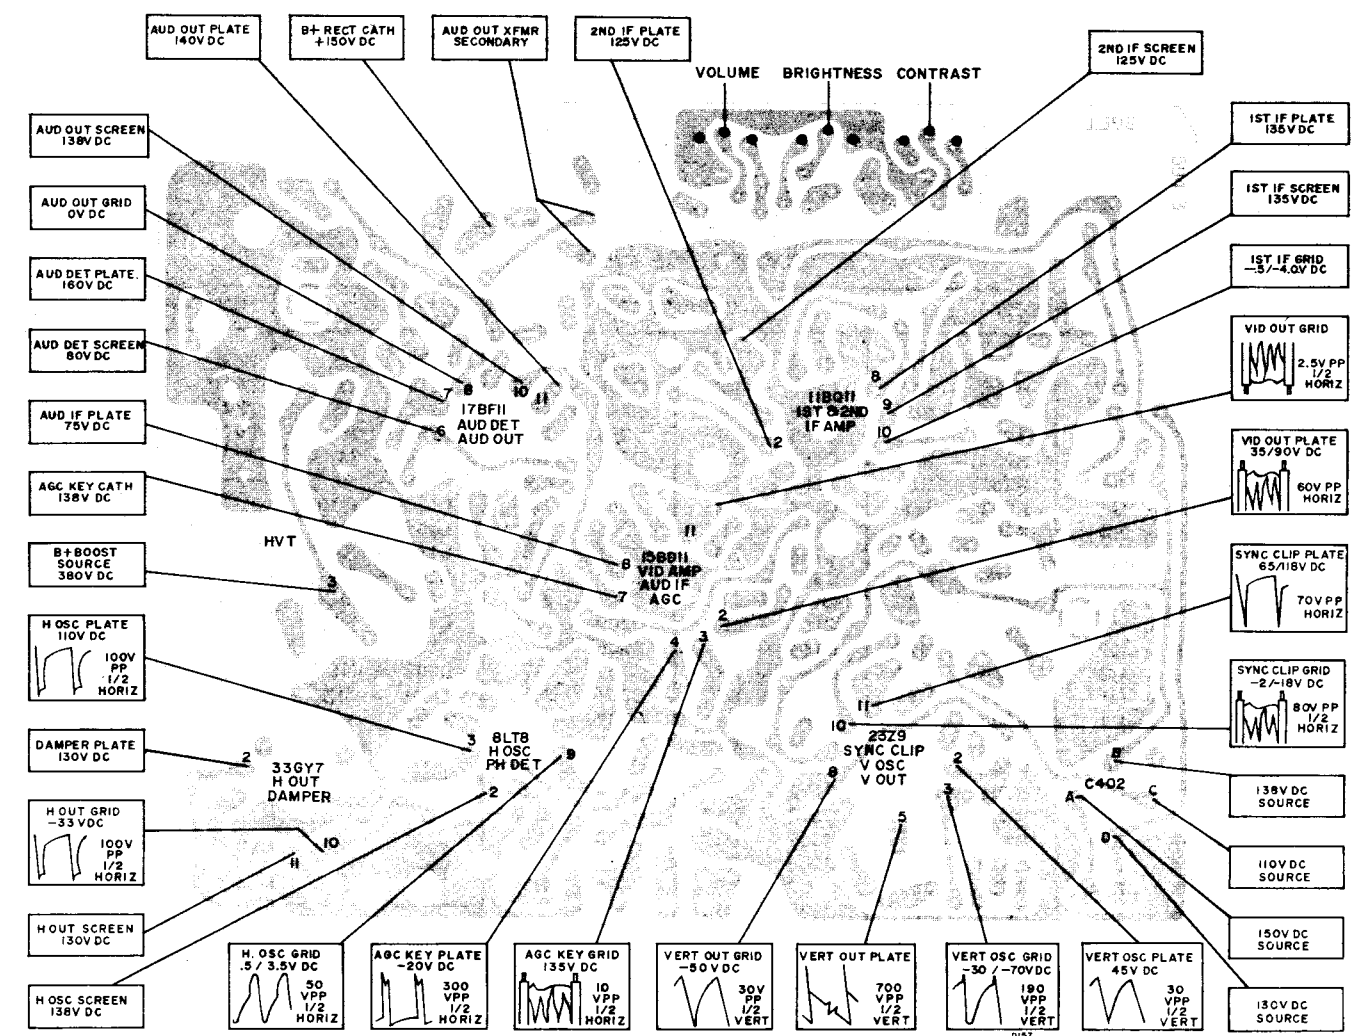 AUD OUT PLATE
140V DC
B+ RECT CATH
+150V DC
AUD OUT XFMR
SECONDARY
2ND IF PLATE
125V DC
2ND IF SCREEN
125V DC
VOLUME BRIGHTNESS CONTRAST
AUD OUT SCREEN
138V DC
AUD OUT GRID
0V DC
AUD DET PLATE.
160V DC
AUD DET SCREEN
80V DC
AUD IF PLATE
75V DC
AGC KEY CATH
138V DC
B+BOOST
SOURCE
380V DC
H OSC PLATE
110V DC
100V
PP
1/2
HORIZ
DAMPER PLATE
130V DC
H OUT GRID
-33 VDC
100V
PP
1/2
HORIZ
H OUT SCREEN
130V DC
H OSC SCREEN
138V DC
1ST IF PLATE
135V DC
1ST IF SCREEN
135V DC
1ST IF GRID
-.5/-4.0V DC
VID OUT GRID
2.5V PP
1/2
HORIZ
VID OUT PLATE
35/90V DC
60V PP
HORIZ
SYNC CLIP PLATE
65/118V DC
70V PP
HORIZ
SYNC CLIP GRID
-2/-18V DC
80V PP
1/2
HORIZ
138V DC
SOURCE
110V DC
SOURCE
150V DC
SOURCE
130V DC
SOURCE
7 8 10 11
6
17BF11
AUD DET
AUD OUT
8
9
10
2
11BQ11
1ST & 2ND
IF AMP
HVT
3
11
8
7
15BD11
VID AMP
AUD IF
AGC
2
4 3
11
10
23Z9
SYNC CLIP
V OSC
V OUT
8
5
2
3
3
8LT8
H OSC
PH DET
9
2
2
33GY7
H OUT
DAMPER
10
11
B
C402
A C
D
H. OSC GRID
.5 / 3.5V DC
50
VPP
1/2
HORIZ
AGC KEY PLATE
-20V DC
300
VPP
1/2
HORIZ
AGC KEY GRID
135V DC
10
VPP
1/2
HORIZ
VERT OUT GRID
-50V DC
30V
PP
1/2
VERT
VERT OUT PLATE
700
VPP
1/2
VERT
VERT OSC GRID
-30 / -70VDC
190
VPP
1/2
VERT
VERT OSC PLATE
45V DC
30
VPP
1/2
VERT